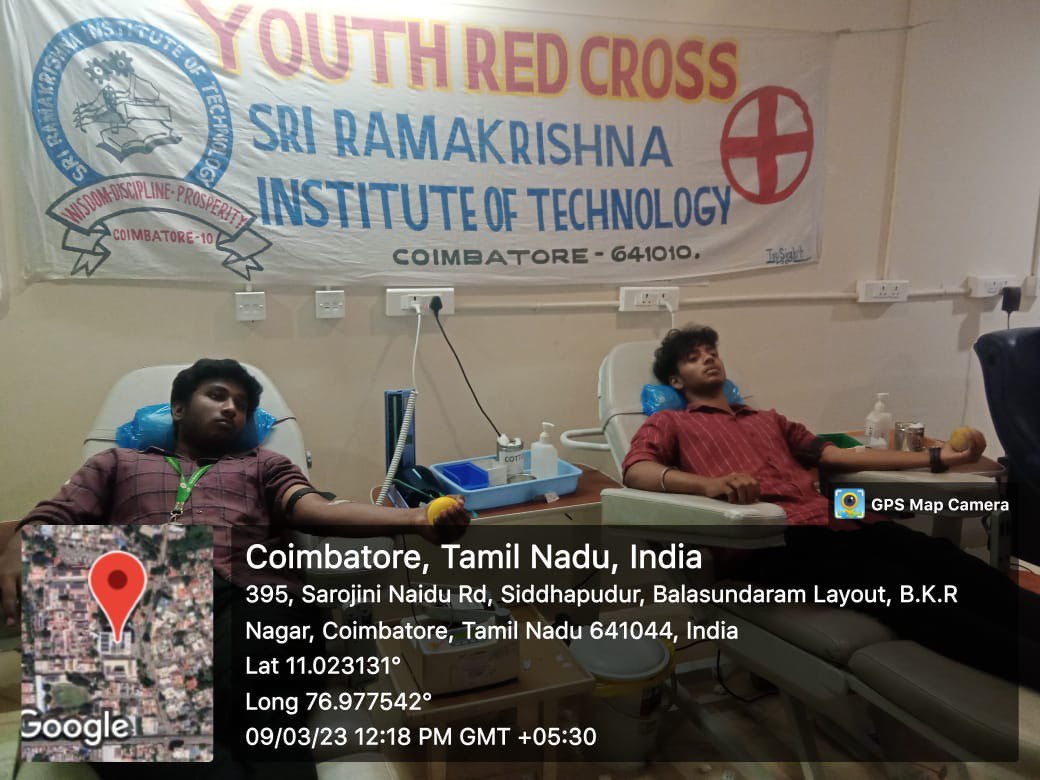 YOUTH RED CROSS
SRI RAMAKRISHNA INSTITUTE OF TECHNOLOGY
WISDOM-DISCIPLINE-PROSPERITY
COIMBATORE-10
SRI RAMAKRISHNA
INSTITUTE OF TECHNOLOGY
COIMBATORE - 641010.
COTT
GPS Map Camera
Coimbatore, Tamil Nadu, India
395, Sarojini Naidu Rd, Siddhapudur, Balasundaram Layout, B.K.R
Nagar, Coimbatore, Tamil Nadu 641044, India
Lat 11.023131°
Long 76.977542°
09/03/23 12:18 PM GMT +05:30
Google